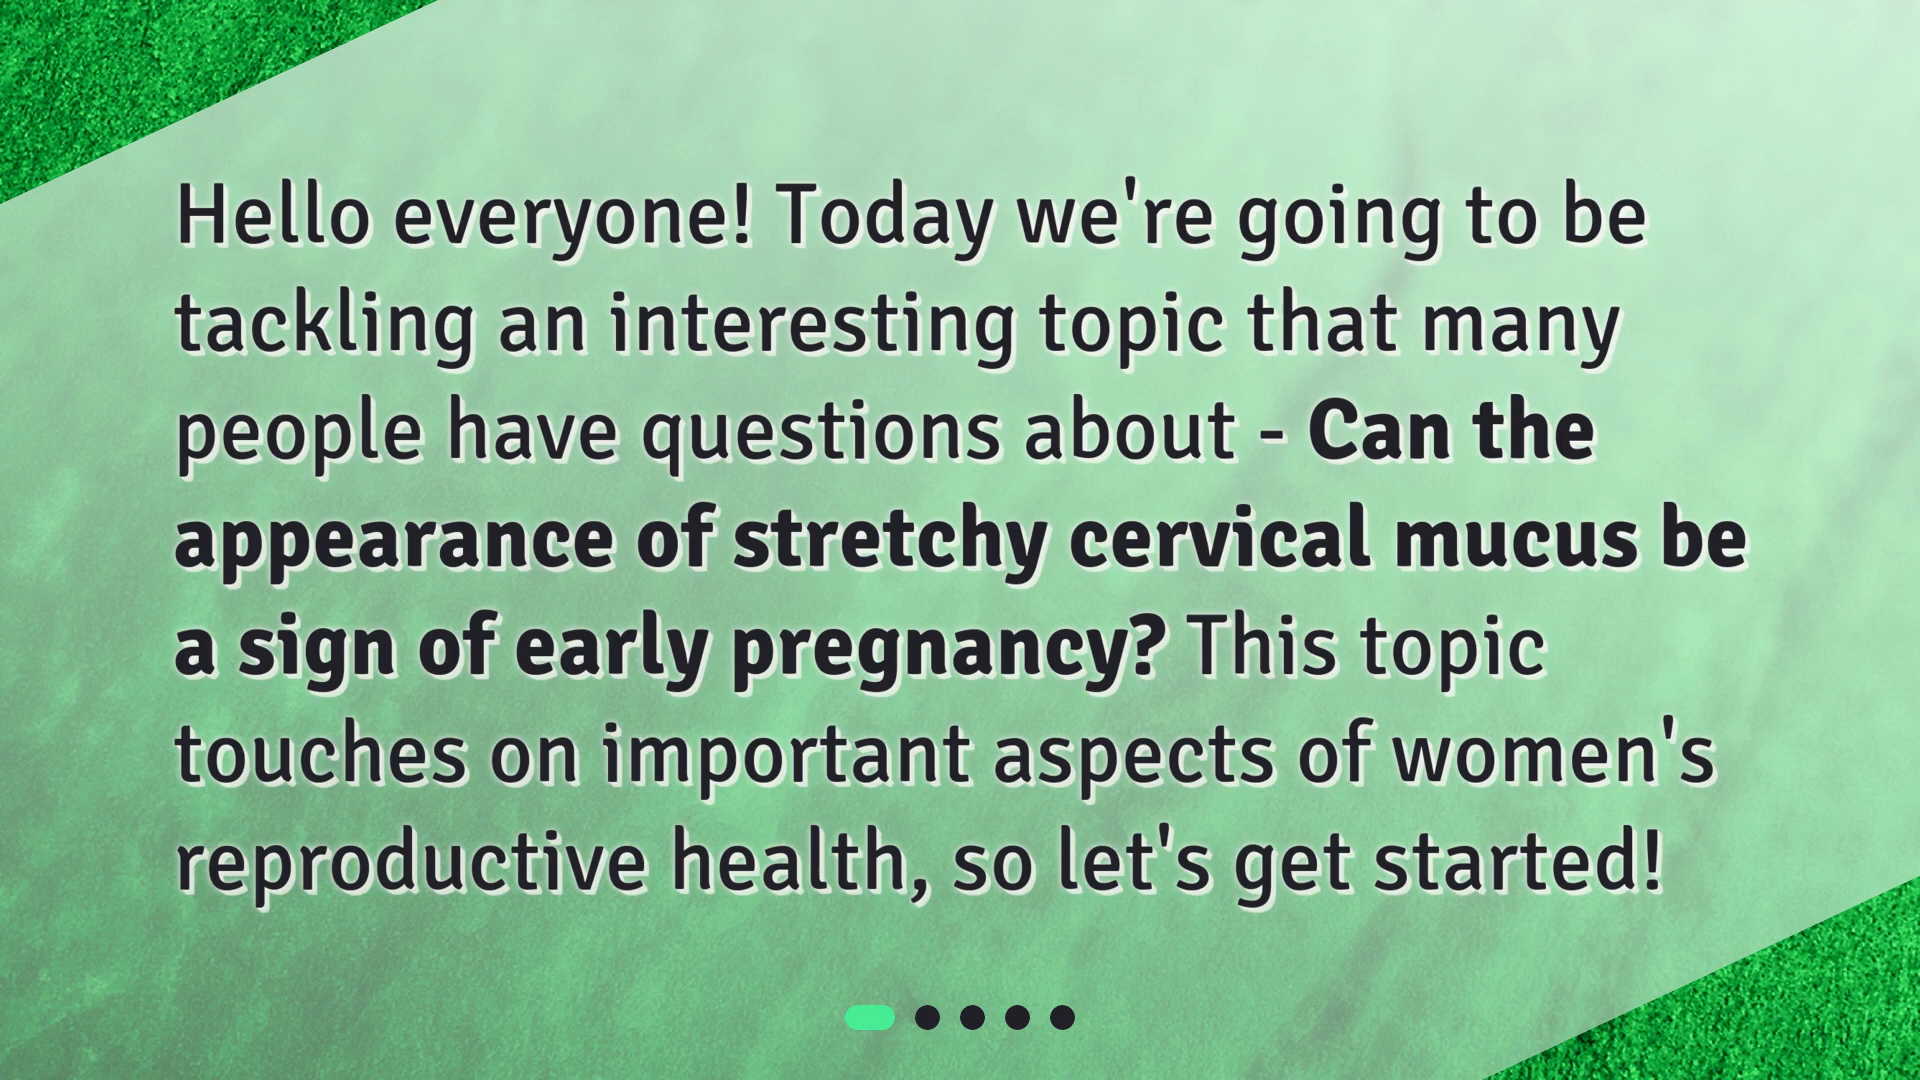 Hello everyone! Today we're going to be
tackling an interesting topic that many
people have questions about - Can the
appearance of stretchy cervical mucus be
a sign of early pregnancy? This topic
touches on important aspects of women's
reproductive health, so let's get started!